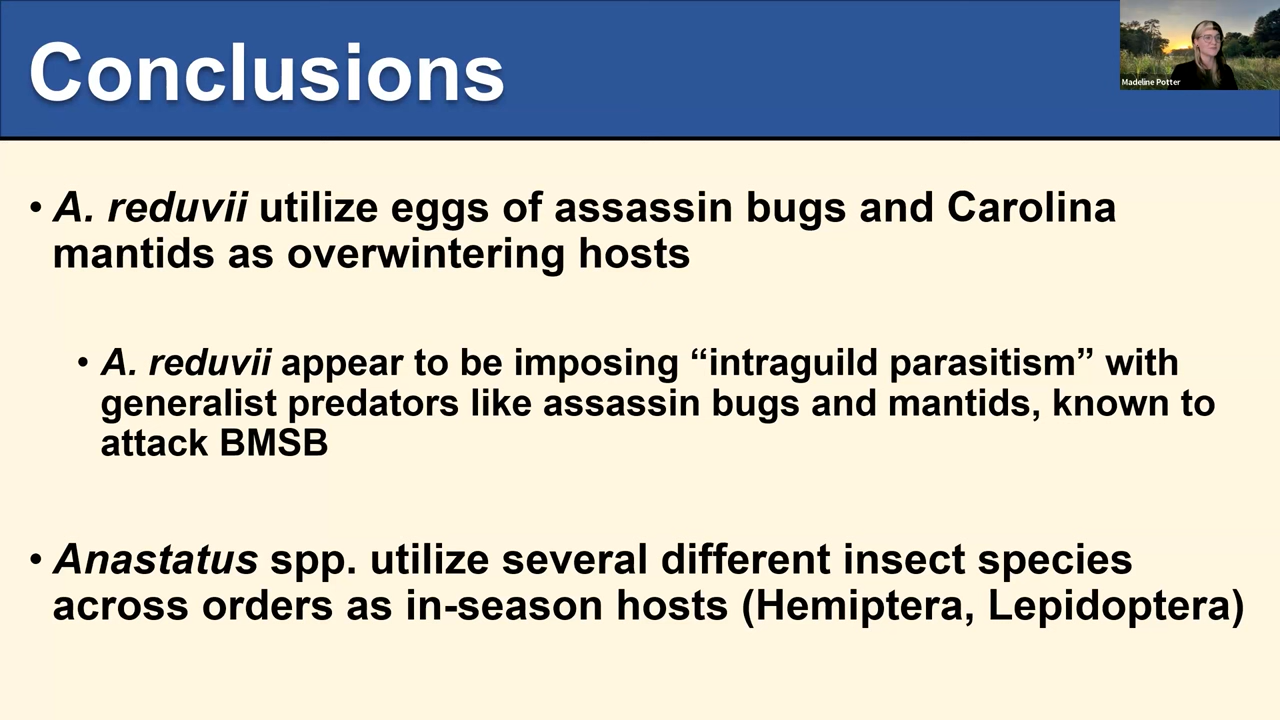 Conclusions
Madeline Potter
• A. reduvii utilize eggs of assassin bugs and Carolina
mantids as overwintering hosts
• A. reduvii appear to be imposing “intraguild parasitism” with
generalist predators like assassin bugs and mantids, known to
attack BMSB
• Anastatus spp. utilize several different insect species
across orders as in-season hosts (Hemiptera, Lepidoptera)